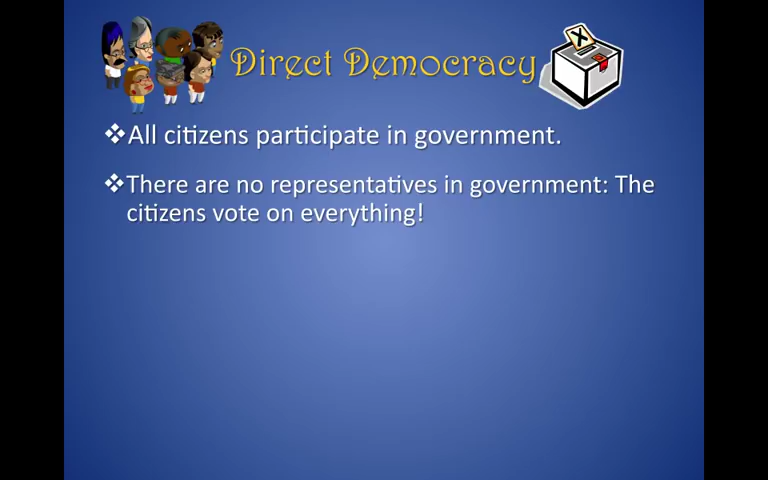 Direct Democracy
❖All citizens participate in government.
❖There are no representatives in government: The
citizens vote on everything!